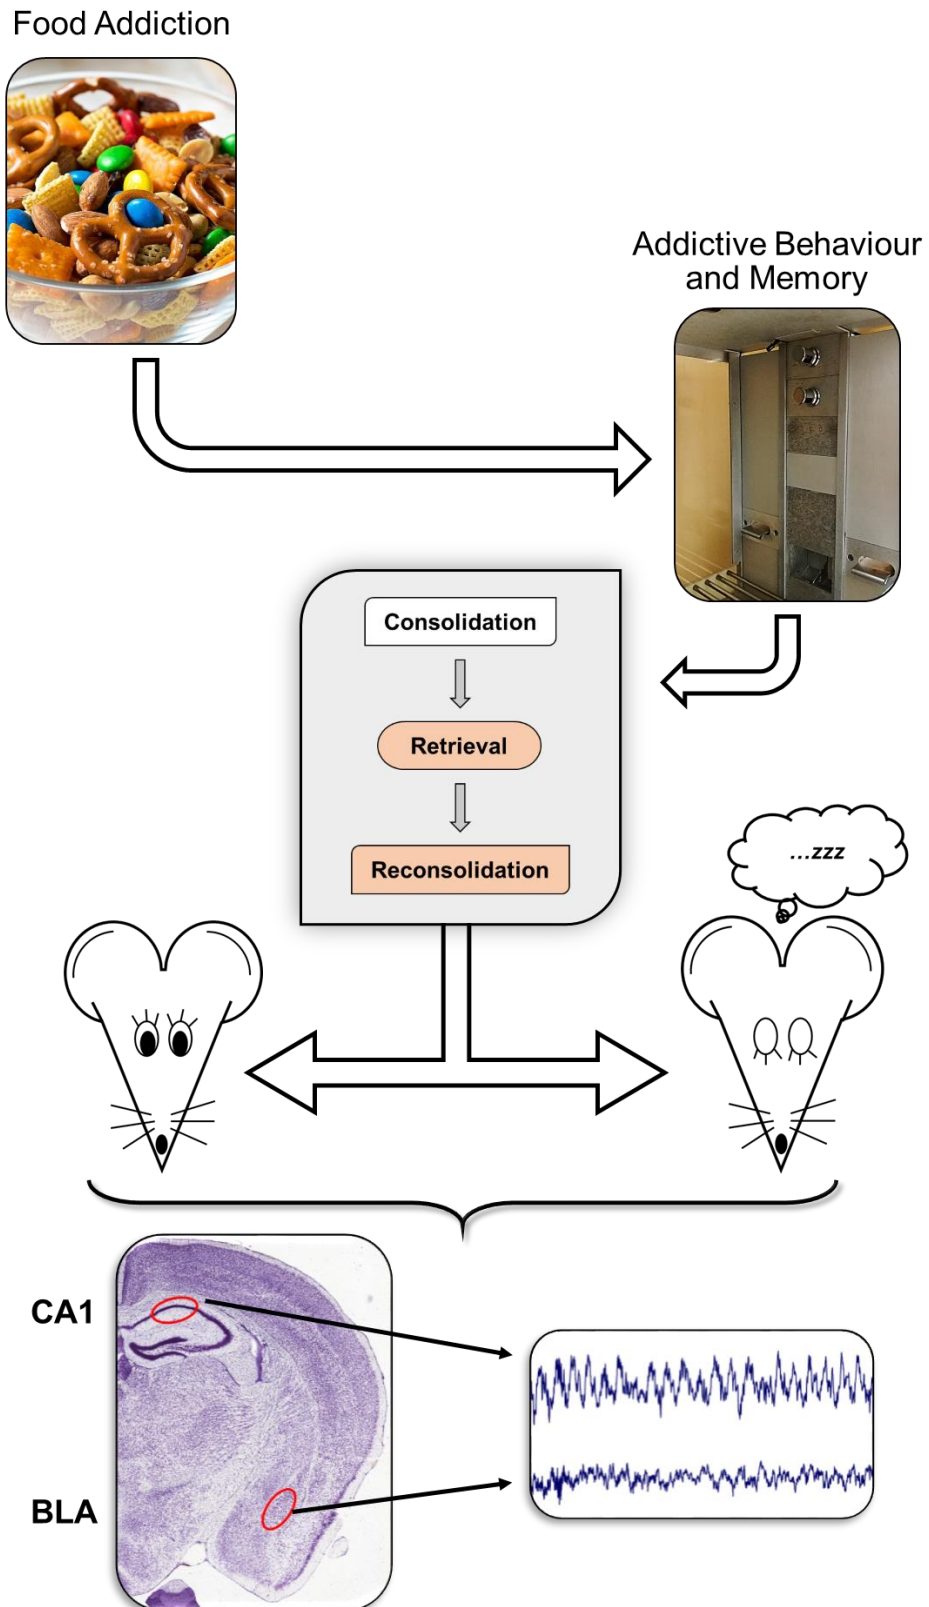 Food Addiction
Addictive Behaviour
and Memory
Consolidation
Retrieval
Reconsolidation
...zzz
CA1
BLA